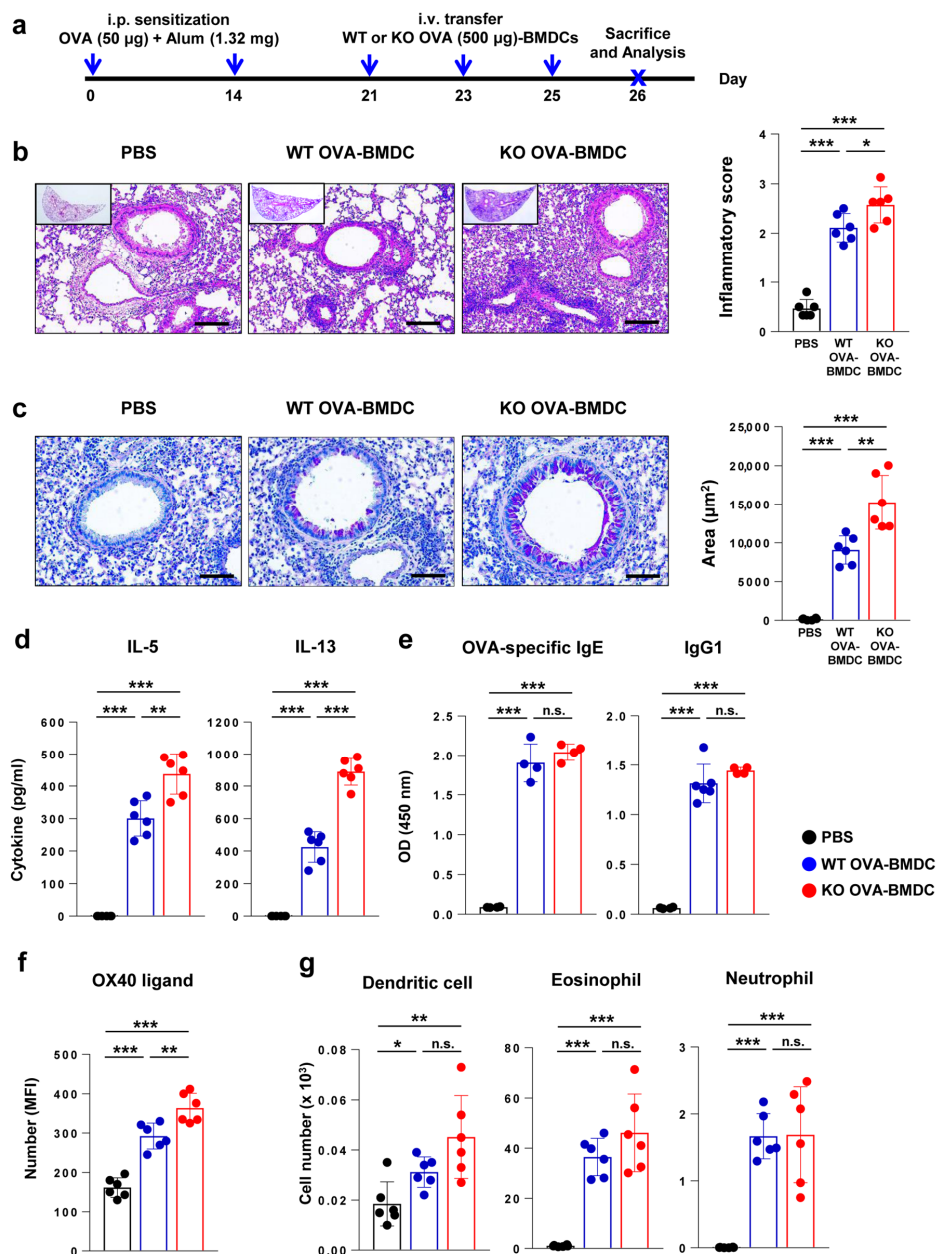 a
i.p. sensitization
OVA (50 µg) + Alum (1.32 mg)
i.v. transfer
WT or KO OVA (500 µg)-BMDCs
Sacrifice
and Analysis
X
Day
0 14 21 23 25 26
b
PBS WT OVA-BMDC KO OVA-BMDC
Inflammatory score
4
3
2
1
0
***
*** *
PBS WT OVA-BMDC KO OVA-BMDC
c
PBS WT OVA-BMDC KO OVA-BMDC
Area (µm²)
25,000
20,000
15,000
10,000
5000
0
***
*** **
PBS WT OVA-BMDC KO OVA-BMDC
d
IL-5
Cytokine (pg/ml)
600
500
400
300
200
100
0
***
*** **
IL-13
1200
1000
800
600
400
200
0
***
*** ***
e
OVA-specific IgE
OD (450 nm)
2.5
2.0
1.5
1.0
0.5
0.0
***
*** n.s.
IgG1
2.0
1.5
1.0
0.5
0.0
***
*** n.s.
PBS
WT OVA-BMDC
KO OVA-BMDC
f
OX40 ligand
Number (MFI)
500
400
300
200
100
0
***
*** **
g
Dendritic cell
Cell number (x 10³)
0.08
0.06
0.04
0.02
0.00
**
* n.s.
Eosinophil
80
60
40
20
0
***
*** n.s.
Neutrophil
3
2
1
0
***
*** n.s.